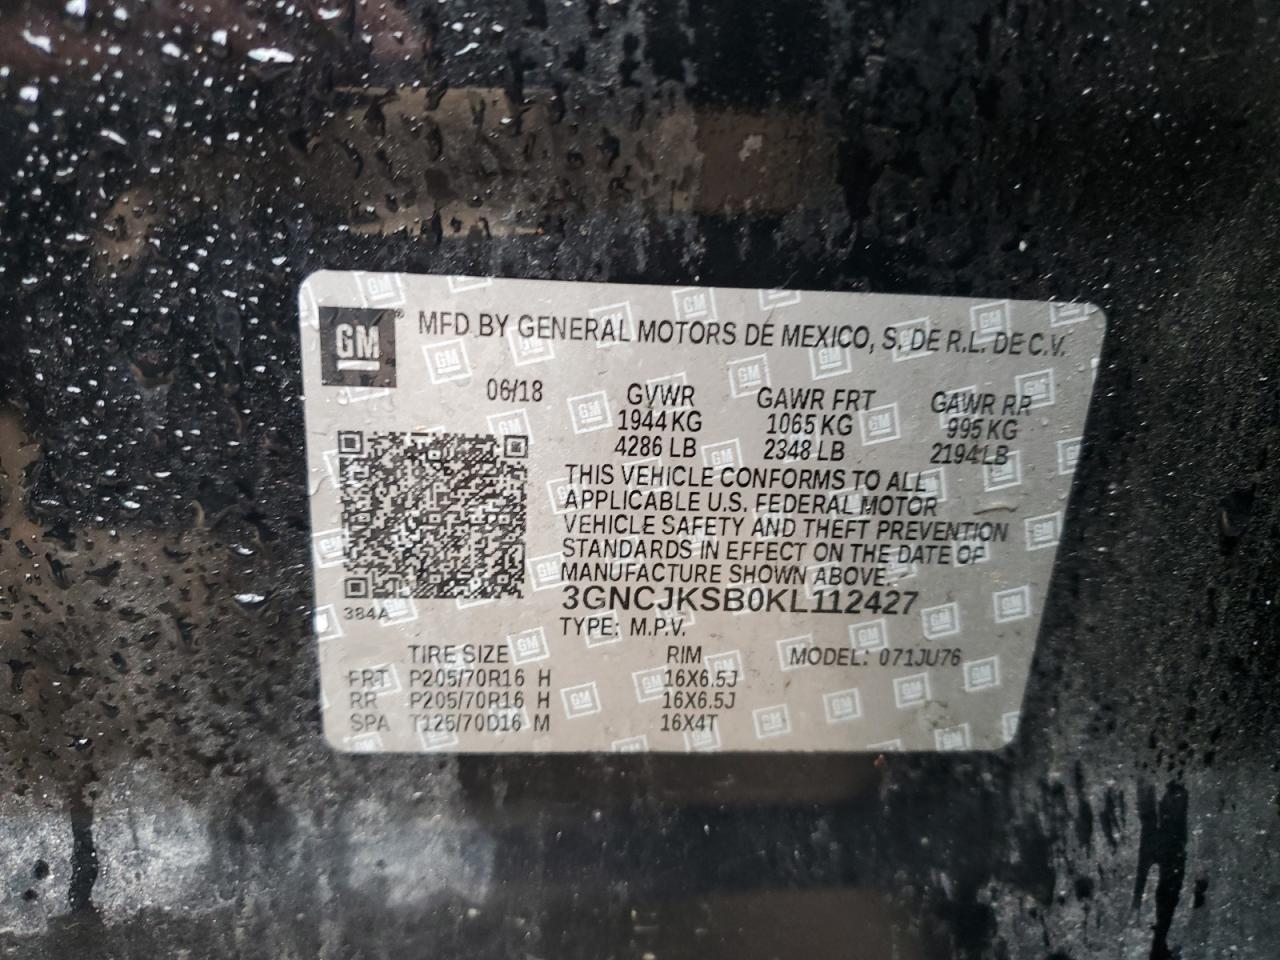 GM® MFD BY GENERAL MOTORS DE MEXICO, S, DE R.L. DE C.V.
06/18 GVWR GAWR FRT GAWR RR
1944 KG 1065 KG 995 KG
4286 LB 2348 LB 2194 LB
THIS VEHICLE CONFORMS TO ALL
APPLICABLE U.S. FEDERAL MOTOR
VEHICLE SAFETY AND THEFT PREVENTION
STANDARDS IN EFFECT ON THE DATE OF
MANUFACTURE SHOWN ABOVE.
384A 3GNCJKSB0KL112427
TYPE: M.P.V.
TIRE SIZE RIM MODEL: 071JU76
FRT P205/70R16 H 16X6.5J
RR P205/70R16 H 16X6.5J
SPA T125/70D16 M 16X4T